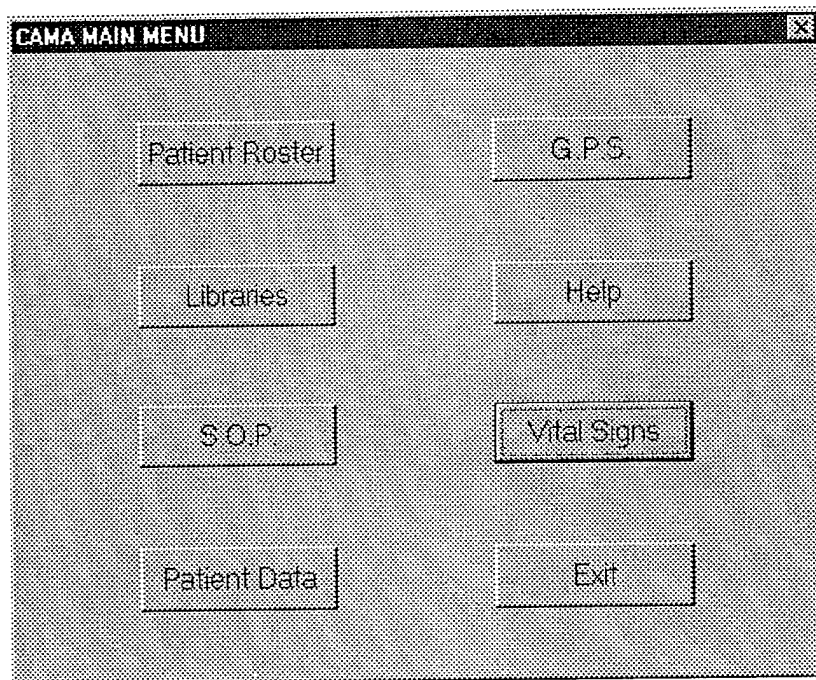 CAMA MAIN MENU
Patient Roster
G.P.S.
Libraries
Help
S.O.P.
Vital Signs
Patient Data
Exit